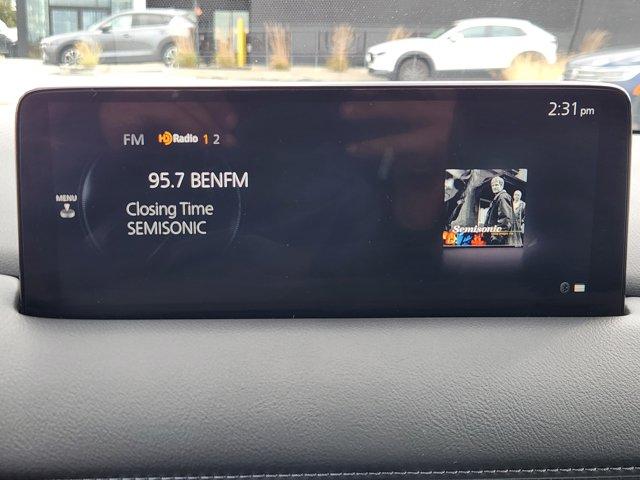 2:31 pm
FM HD Radio 1 2
95.7 BENFM
MENU
Closing Time
SEMISONIC
Semisonic